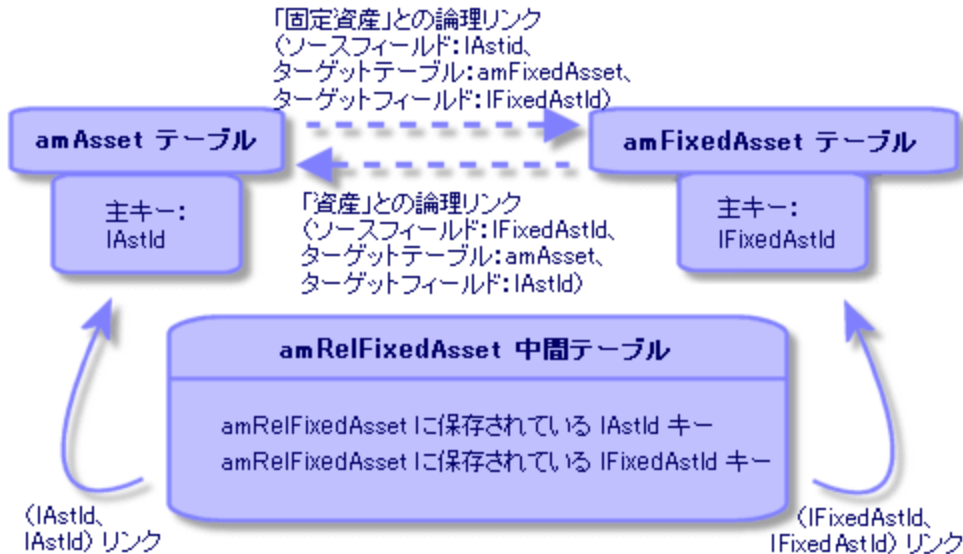 「固定資産」との論理リンク
(ソースフィールド:lAstid、
ターゲットテーブル:amFixedAsset、
ターゲットフィールド:lFixedAstId)
amAsset テーブル
amFixedAsset テーブル
主キー:
lAstId
「資産」との論理リンク
(ソースフィールド:lFixedAstId、
ターゲットテーブル:amAsset、
ターゲットフィールド:lAstId)
主キー:
lFixedAstId
amRelFixedAsset 中間テーブル
amRelFixedAsset に保存されている lAstId キー
amRelFixedAsset に保存されている lFixedAstId キー
(lAstId、
lAstId) リンク
(lFixedAstId、
lFixedAstId) リンク